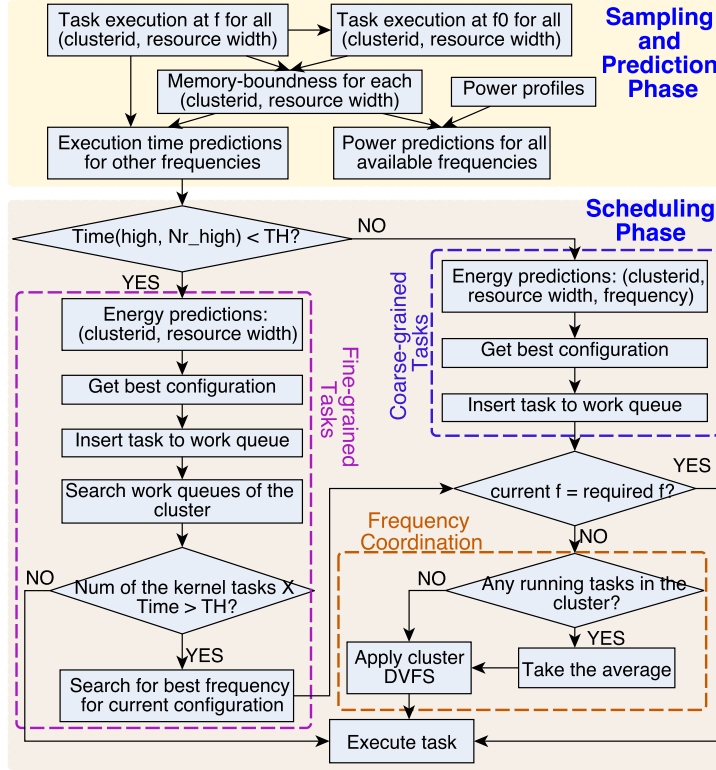 Task execution at f for all
(clusterid, resource width)
Task execution at f0 for all
(clusterid, resource width)
Sampling
and
Prediction
Phase
Memory-boundness for each
(clusterid, resource width)
Power profiles
Execution time predictions
for other frequencies
Power predictions for all
available frequencies
Scheduling
Phase
Time(high, Nr_high) < TH?
NO
YES
Energy predictions:
(clusterid, resource width)
Get best configuration
Insert task to work queue
Search work queues of the
cluster
Num of the kernel tasks X
Time > TH?
NO
YES
Search for best frequency
for current configuration
Fine-grained
Tasks
Coarse-grained
Tasks
Energy predictions: (clusterid,
resource width, frequency)
Get best configuration
Insert task to work queue
current f = required f?
YES
NO
Frequency
Coordination
Any running tasks in the
cluster?
NO
YES
Apply cluster
DVFS
Take the average
Execute task